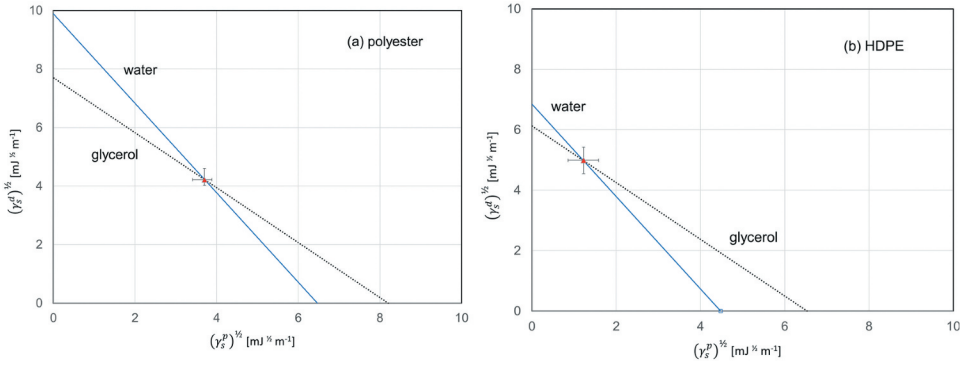 (a) polyester
10
8
6
4
2
0
water
glycerol
(γₛᵈ)^½ [mJ ^½ m⁻¹]
0 2 4 6 8 10
(γₛᵖ)^½ [mJ ^½ m⁻¹]
(b) HDPE
10
8
6
4
2
0
water
glycerol
(γₛᵈ)^½ [mJ ^½ m⁻¹]
0 2 4 6 8 10
(γₛᵖ)^½ [mJ ^½ m⁻¹]